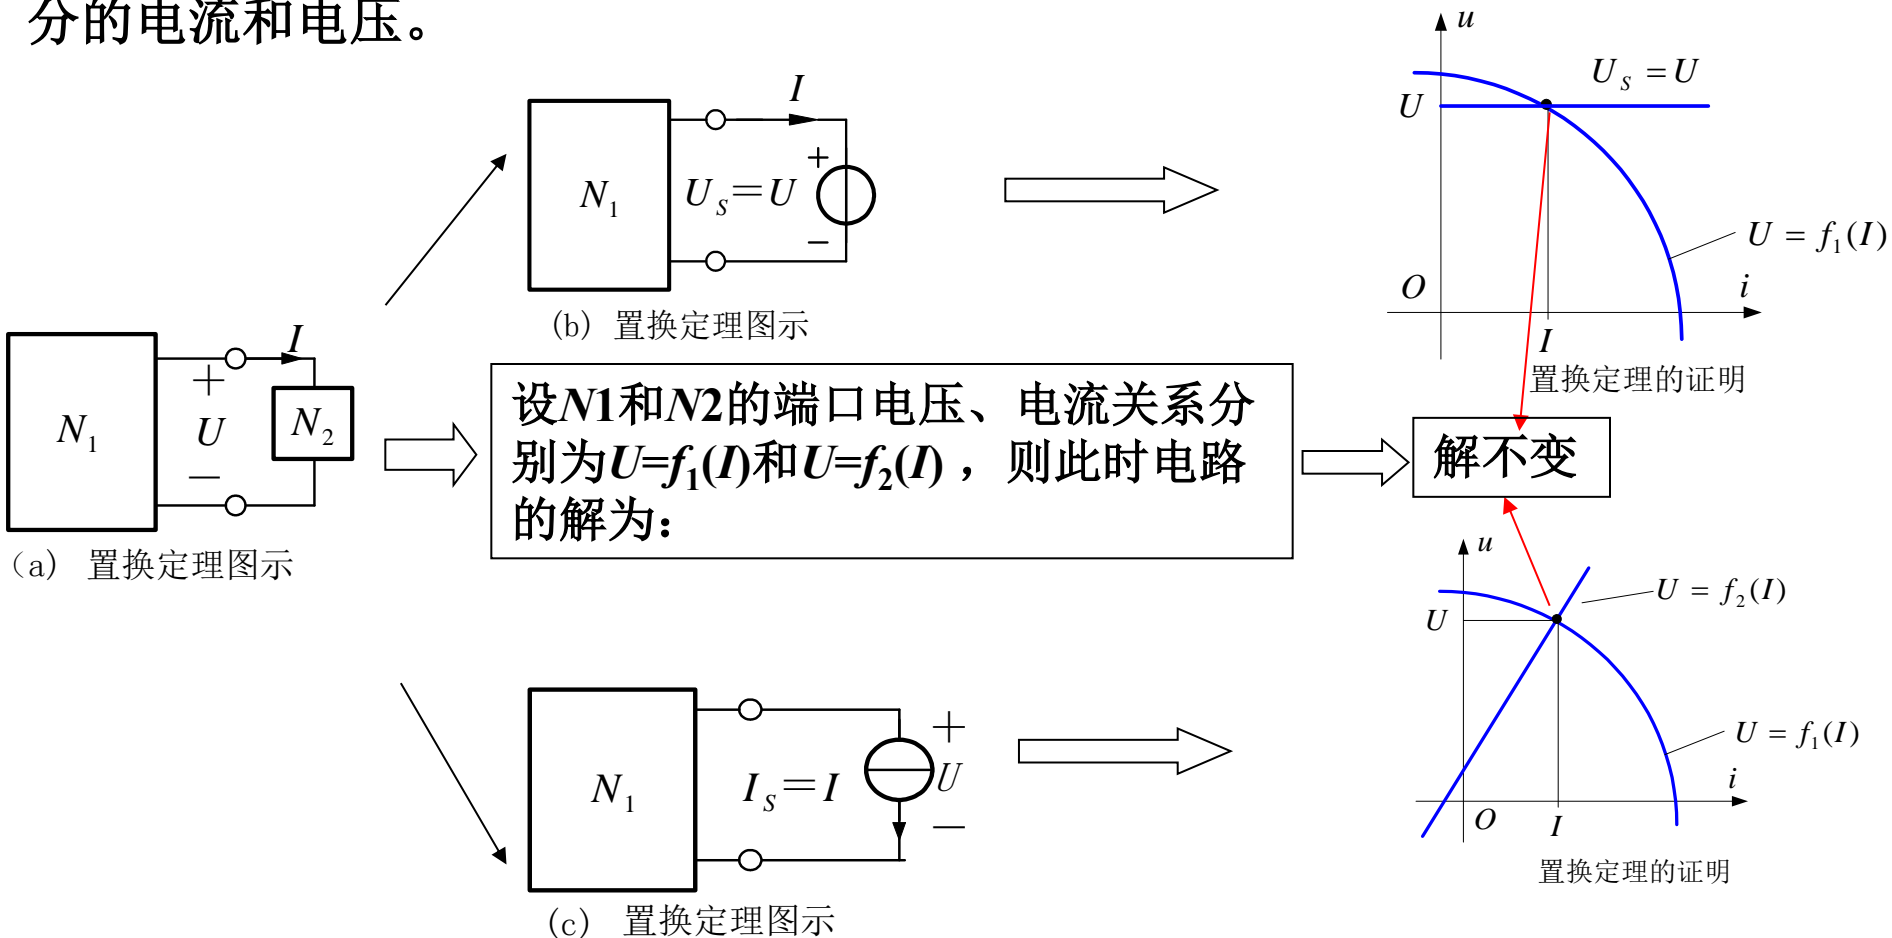 分的电流和电压。
I
N1
US=U
+
−
(b) 置换定理图示
u
US = U
U
U = f1(I)
O
i
I
置换定理的证明
I
N1
+
U
—
N2
(a) 置换定理图示
设N1和N2的端口电压、电流关系分
别为U=f1(I)和U=f2(I)，则此时电路
的解为：
解不变
N1
IS=I
+
U
—
(c) 置换定理图示
u
U = f2(I)
U
U = f1(I)
i
O
I
置换定理的证明